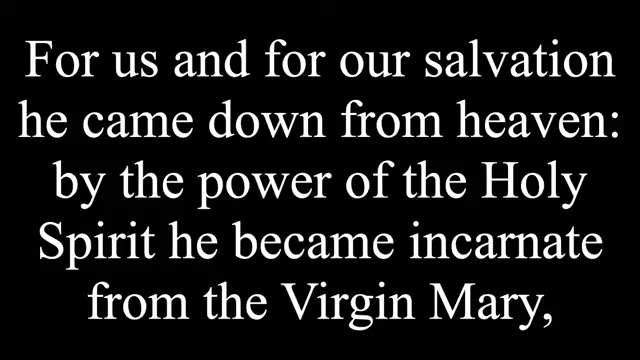 For us and for our salvation
he came down from heaven:
by the power of the Holy
Spirit he became incarnate
from the Virgin Mary,